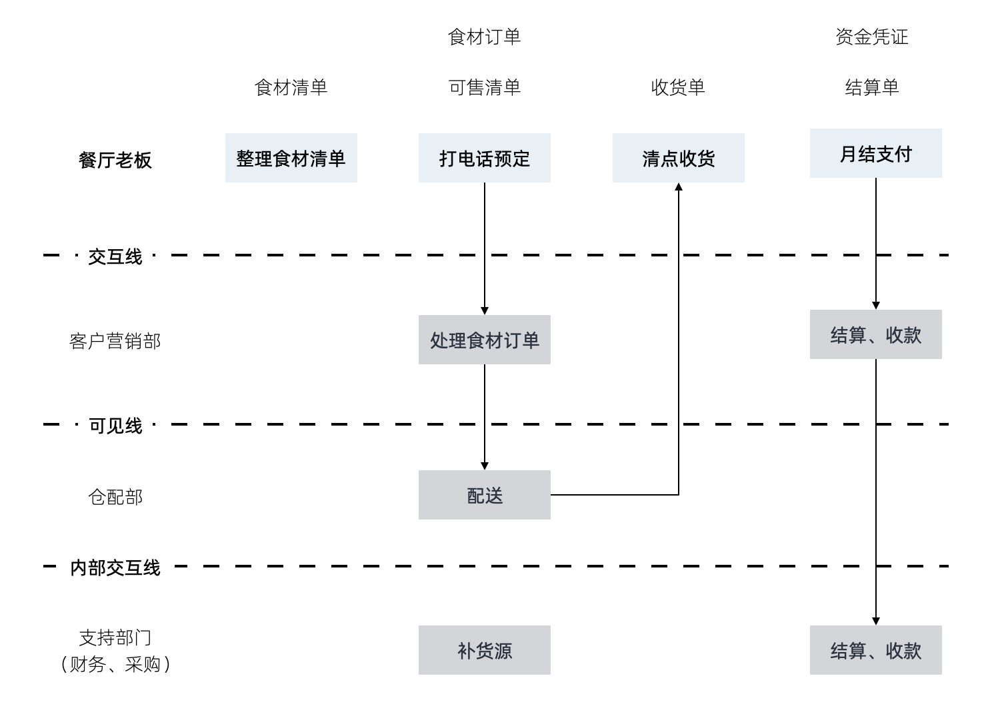 食材订单
资金凭证
食材清单
可售清单
收货单
结算单
餐厅老板
整理食材清单
打电话预定
清点收货
月结支付
交互线
客户营销部
处理食材订单
结算、收款
可见线
仓配部
配送
内部交互线
支持部门
（财务、采购）
补货源
结算、收款